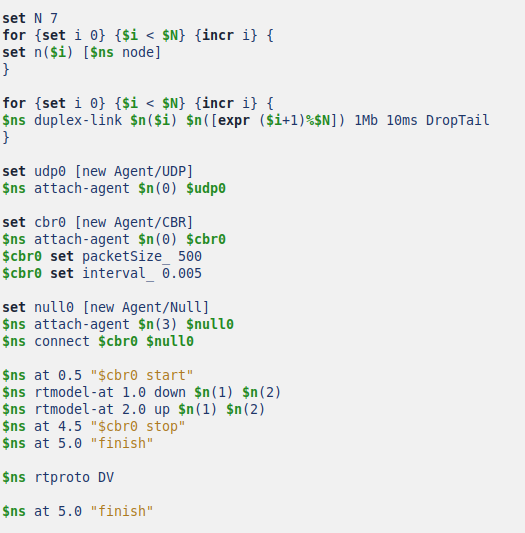 set N 7
for {set i 0} {$i < $N} {incr i} {
set n($i) [$ns node]
}
for {set i 0} {$i < $N} {incr i} {
$ns duplex-link $n($i) $n([expr ($i+1)%$N]) 1Mb 10ms DropTail
}
set udp0 [new Agent/UDP]
$ns attach-agent $n(0) $udp0
set cbr0 [new Agent/CBR]
$ns attach-agent $n(0) $cbr0
$cbr0 set packetSize_ 500
$cbr0 set interval_ 0.005
set null0 [new Agent/Null]
$ns attach-agent $n(3) $null0
$ns connect $cbr0 $null0
$ns at 0.5 "$cbr0 start"
$ns rtmodel-at 1.0 down $n(1) $n(2)
$ns rtmodel-at 2.0 up $n(1) $n(2)
$ns at 4.5 "$cbr0 stop"
$ns at 5.0 "finish"
$ns rtproto DV
$ns at 5.0 "finish"